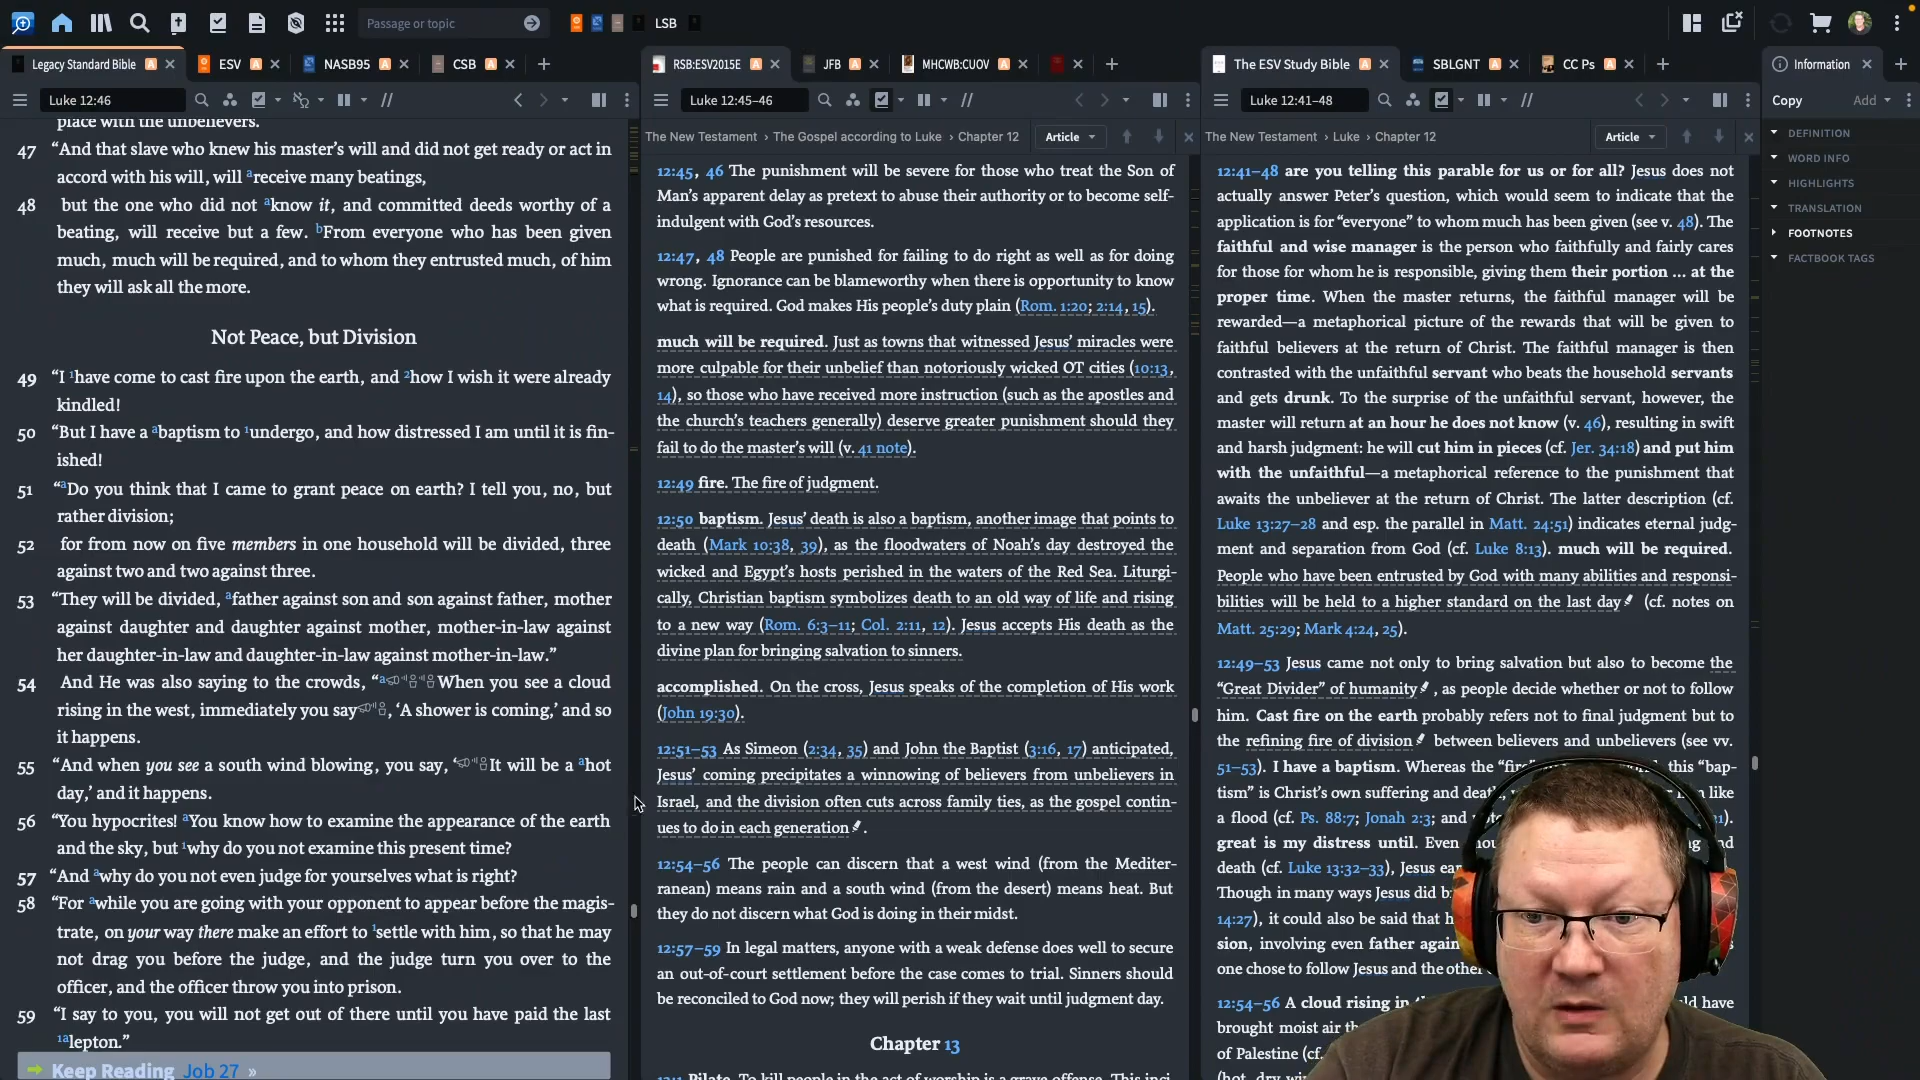 Passage or topic
LSB
Legacy Standard Bible A
ESV A
NASB95 A
CSB A
RSB:ESV2015E A
JFB A
MHCWB:CUOV A
A
The ESV Study Bible A
SBLGNT A
CC Ps A
Information
Luke 12:46
Luke 12:45–46
Luke 12:41–48
Copy
Add
The New Testament › The Gospel according to Luke › Chapter 12
Article
The New Testament › Luke › Chapter 12
Article
DEFINITION
WORD INFO
HIGHLIGHTS
TRANSLATION
FOOTNOTES
FACTBOOK TAGS
place with the unbelievers.
47 “And that slave who knew his master’s will and did not get ready or act in
accord with his will, will ᵃreceive many beatings,
48 but the one who did not ᵃknow it, and committed deeds worthy of a
beating, will receive but a few. ᵇFrom everyone who has been given
much, much will be required, and to whom they entrusted much, of him
they will ask all the more.
Not Peace, but Division
49 “I ¹have come to cast fire upon the earth, and ²how I wish it were already
kindled!
50 “But I have a ᵃbaptism to ¹undergo, and how distressed I am until it is fin-
ished!
51 “ᵃDo you think that I came to grant peace on earth? I tell you, no, but
rather division;
52 for from now on five members in one household will be divided, three
against two and two against three.
53 “They will be divided, ᵃfather against son and son against father, mother
against daughter and daughter against mother, mother-in-law against
her daughter-in-law and daughter-in-law against mother-in-law.”
54 And He was also saying to the crowds, “ᵃWhen you see a cloud
rising in the west, immediately you say, ‘A shower is coming,’ and so
it happens.
55 “And when you see a south wind blowing, you say, ‘It will be a ᵃhot
day,’ and it happens.
56 “You hypocrites! ᵃYou know how to examine the appearance of the earth
and the sky, but ¹why do you not examine this present time?
57 “And ᵃwhy do you not even judge for yourselves what is right?
58 “For ᵃwhile you are going with your opponent to appear before the magis-
trate, on your way there make an effort to ¹settle with him, so that he may
not drag you before the judge, and the judge turn you over to the
officer, and the officer throw you into prison.
59 “I say to you, you will not get out of there until you have paid the last
¹ᵃlepton.”
Keep Reading Job 27 »
12:45, 46 The punishment will be severe for those who treat the Son of
Man’s apparent delay as pretext to abuse their authority or to become self-
indulgent with God’s resources.
12:47, 48 People are punished for failing to do right as well as for doing
wrong. Ignorance can be blameworthy when there is opportunity to know
what is required. God makes His people’s duty plain (Rom. 1:20; 2:14, 15).
much will be required. Just as towns that witnessed Jesus’ miracles were
more culpable for their unbelief than notoriously wicked OT cities (10:13,
14), so those who have received more instruction (such as the apostles and
the church’s teachers generally) deserve greater punishment should they
fail to do the master’s will (v. 41 note).
12:49 fire. The fire of judgment.
12:50 baptism. Jesus’ death is also a baptism, another image that points to
death (Mark 10:38, 39), as the floodwaters of Noah’s day destroyed the
wicked and Egypt’s hosts perished in the waters of the Red Sea. Liturgi-
cally, Christian baptism symbolizes death to an old way of life and rising
to a new way (Rom. 6:3–11; Col. 2:11, 12). Jesus accepts His death as the
divine plan for bringing salvation to sinners.
accomplished. On the cross, Jesus speaks of the completion of His work
(John 19:30).
12:51–53 As Simeon (2:34, 35) and John the Baptist (3:16, 17) anticipated,
Jesus’ coming precipitates a winnowing of believers from unbelievers in
Israel, and the division often cuts across family ties, as the gospel contin-
ues to do in each generation.
12:54–56 The people can discern that a west wind (from the Mediter-
ranean) means rain and a south wind (from the desert) means heat. But
they do not discern what God is doing in their midst.
12:57–59 In legal matters, anyone with a weak defense does well to secure
an out-of-court settlement before the case comes to trial. Sinners should
be reconciled to God now; they will perish if they wait until judgment day.
Chapter 13
12:41–48 are you telling this parable for us or for all? Jesus does not
actually answer Peter’s question, which would seem to indicate that the
application is for “everyone” to whom much has been given (see v. 48). The
faithful and wise manager is the person who faithfully and fairly cares
for those for whom he is responsible, giving them their portion ... at the
proper time. When the master returns, the faithful manager will be
rewarded—a metaphorical picture of the rewards that will be given to
faithful believers at the return of Christ. The faithful manager is then
contrasted with the unfaithful servant who beats the household servants
and gets drunk. To the surprise of the unfaithful servant, however, the
master will return at an hour he does not know (v. 46), resulting in swift
and harsh judgment: he will cut him in pieces (cf. Jer. 34:18) and put him
with the unfaithful—a metaphorical reference to the punishment that
awaits the unbeliever at the return of Christ. The latter description (cf.
Luke 13:27–28 and esp. the parallel in Matt. 24:51) indicates eternal judg-
ment and separation from God (cf. Luke 8:13). much will be required.
People who have been entrusted by God with many abilities and responsi-
bilities will be held to a higher standard on the last day (cf. notes on
Matt. 25:29; Mark 4:24, 25).
12:49–53 Jesus came not only to bring salvation but also to become the
“Great Divider” of humanity, as people decide whether or not to follow
him. Cast fire on the earth probably refers not to final judgment but to
the refining fire of division between believers and unbelievers (see vv.
51–53). I have a baptism. Whereas the this “bap-
tism” is Christ’s own suffering and death, like
a flood (cf. Ps. 88:7; Jonah 2:3; and
great is my distress until. Even
death (cf. Luke 13:32–33), Jesus
Though in many ways Jesus did
14:27), it could also be said that
sion, involving even father
one chose to follow Jesus and the other
12:54–56 A cloud rising in have
brought moist air
of Palestine (cf.